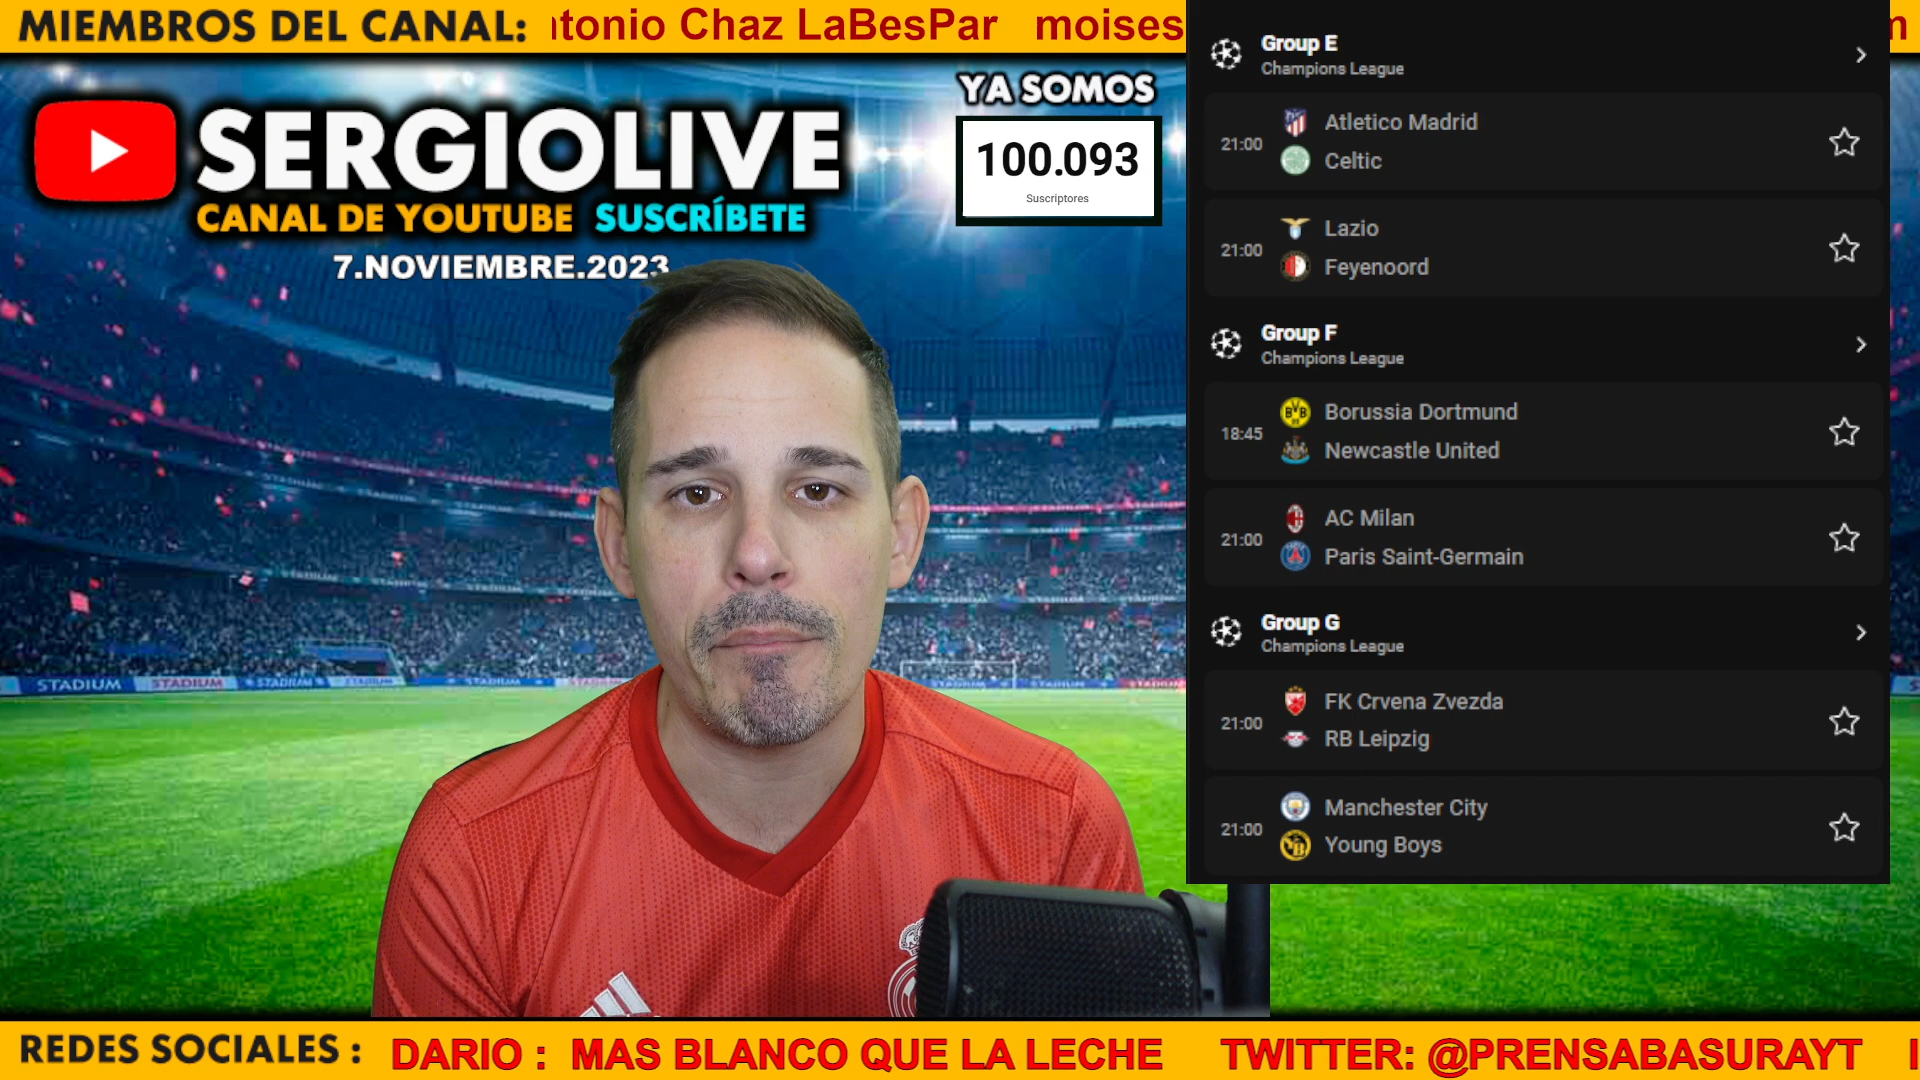 MIEMBROS DEL CANAL: ntonio Chaz LaBesPar moises
YA SOMOS
100.093
Suscriptores
SERGIOLIVE
CANAL DE YOUTUBE SUSCRÍBETE
7.NOVIEMBRE.2023
Group E
Champions League
21:00
Atletico Madrid
Celtic
21:00
Lazio
Feyenoord
Group F
Champions League
18:45
Borussia Dortmund
Newcastle United
21:00
AC Milan
Paris Saint-Germain
Group G
Champions League
21:00
FK Crvena Zvezda
RB Leipzig
21:00
Manchester City
Young Boys
STADIUM STADIUM STADIUM
REDES SOCIALES : DARIO : MAS BLANCO QUE LA LECHE TWITTER: @PRENSABASURAYT